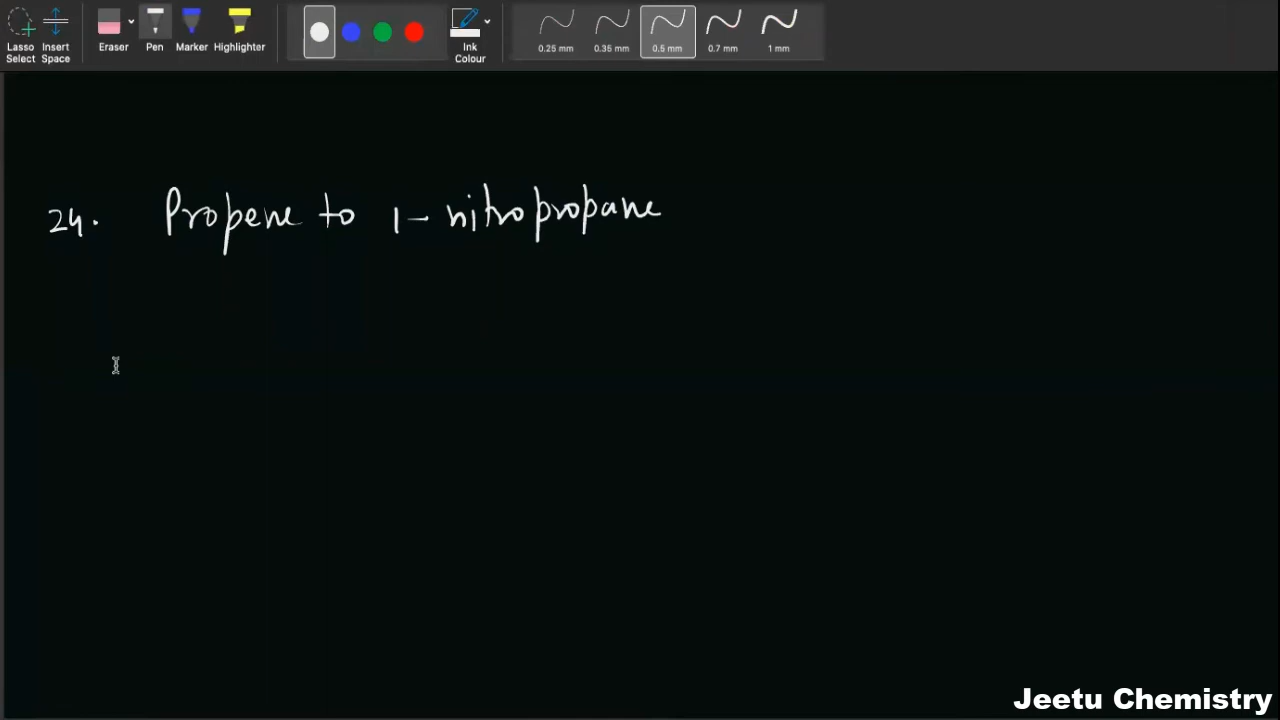 Lasso Select
Insert Space
Eraser
Pen
Marker
Highlighter
Ink Colour
0.25 mm
0.35 mm
0.5 mm
0.7 mm
1 mm
24. Propene to 1-nitropropane
Jeetu Chemistry